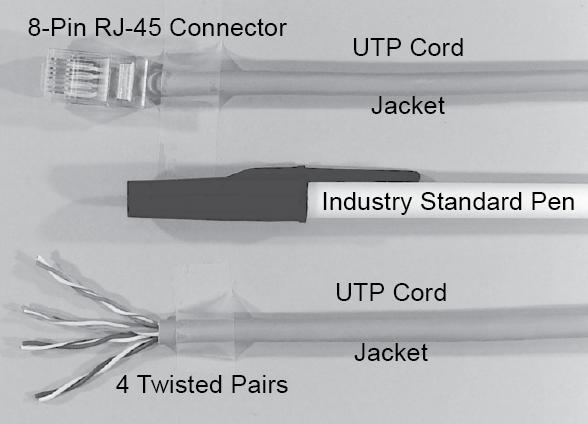 8-Pin RJ-45 Connector
UTP Cord
Jacket
Industry Standard Pen
UTP Cord
Jacket
4 Twisted Pairs